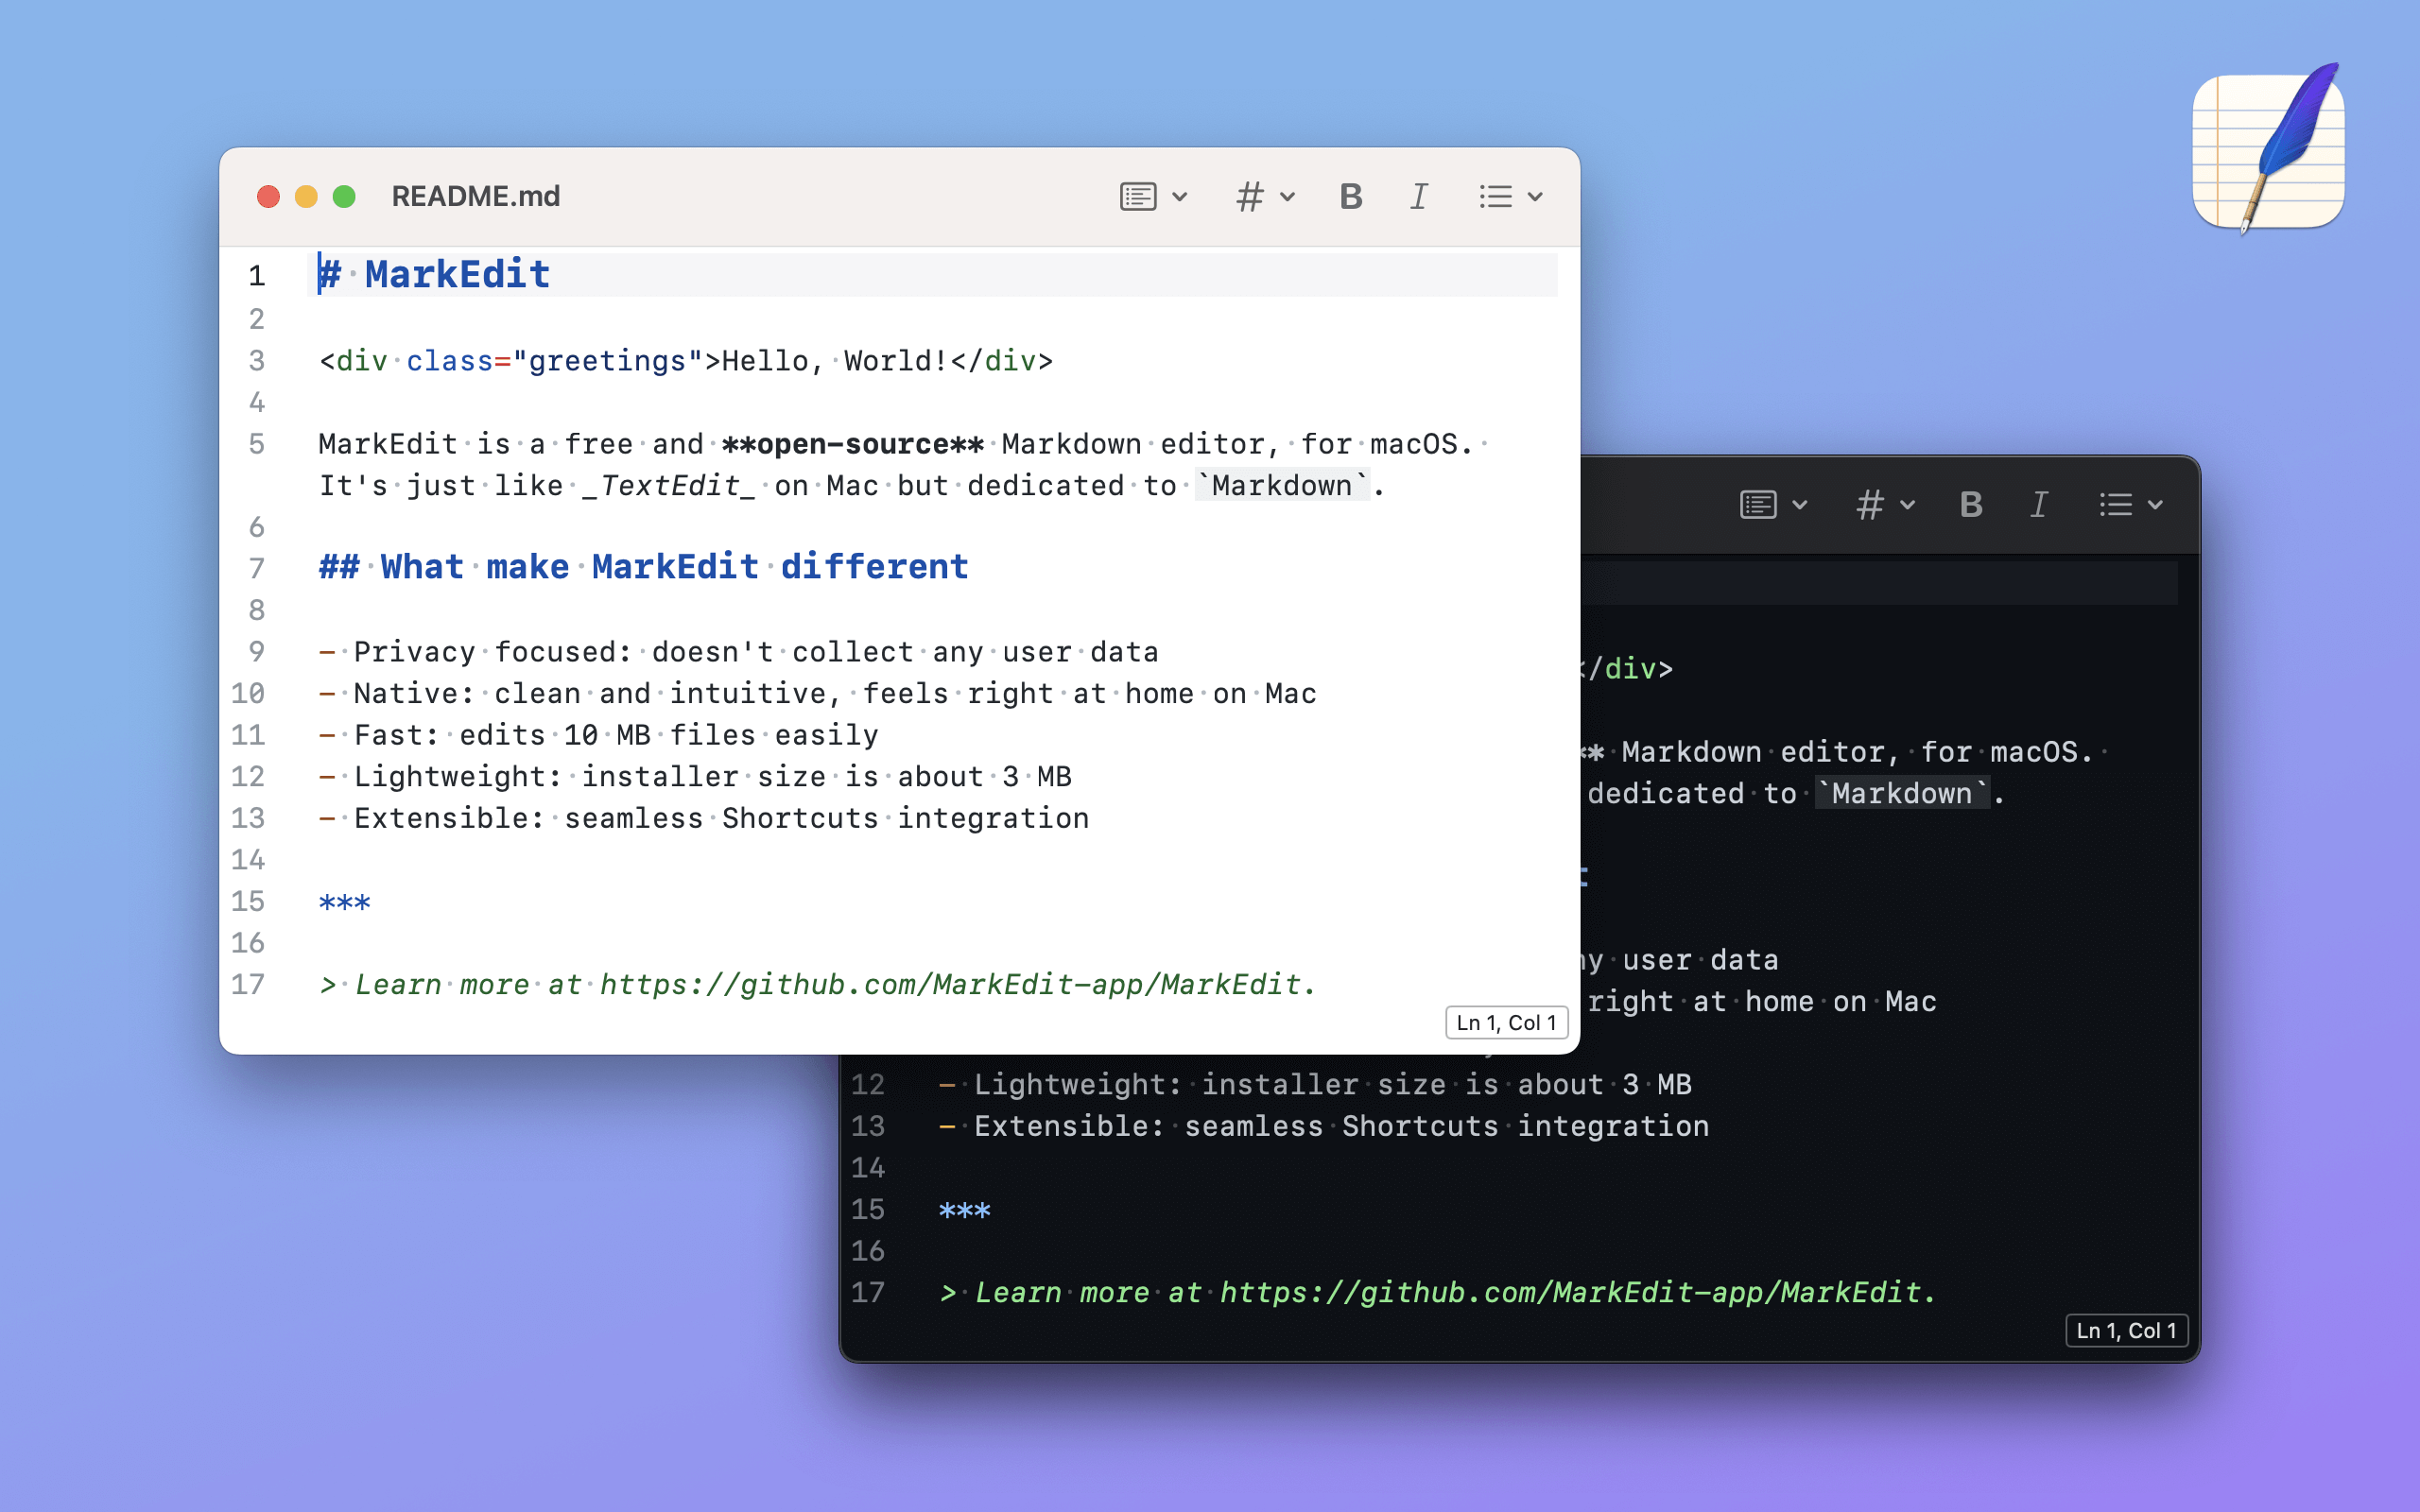 README.md
# B I
1 # MarkEdit
2
3 <div class="greetings">Hello, World!</div>
4
5 MarkEdit is a free and **open-source** Markdown editor, for macOS.
It's just like _TextEdit_ on Mac but dedicated to `Markdown`.
6
7 ## What make MarkEdit different
8
9 - Privacy focused: doesn't collect any user data
10 - Native: clean and intuitive, feels right at home on Mac
11 - Fast: edits 10 MB files easily
12 - Lightweight: installer size is about 3 MB
13 - Extensible: seamless Shortcuts integration
14
15 ***
16
17 > Learn more at https://github.com/MarkEdit-app/MarkEdit.
Ln 1, Col 1
# B I
</div>
** Markdown editor, for macOS.
dedicated to `Markdown`.
user data
right at home on Mac
12 - Lightweight: installer size is about 3 MB
13 - Extensible: seamless Shortcuts integration
14
15 ***
16
17 > Learn more at https://github.com/MarkEdit-app/MarkEdit.
Ln 1, Col 1